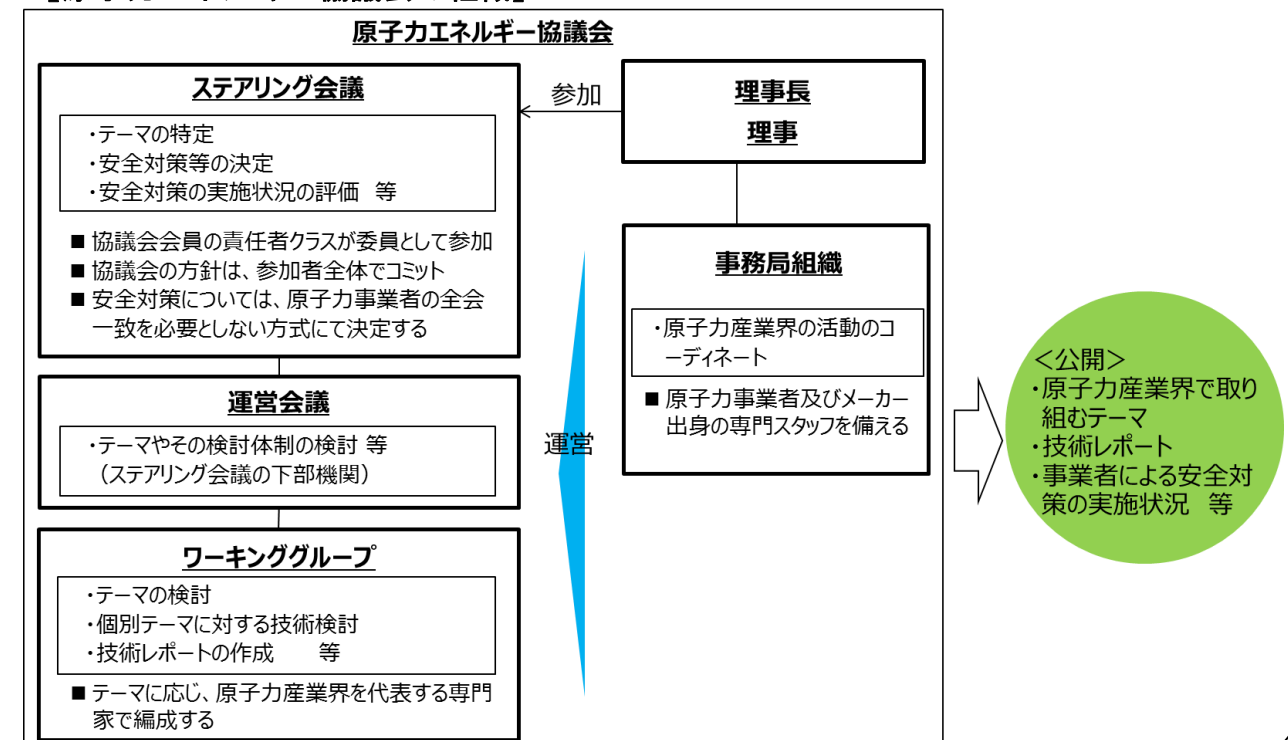 原子力エネルギー協議会
ステアリング会議
・テーマの特定
・安全対策等の決定
・安全対策の実施状況の評価　等
■ 協議会会員の責任者クラスが委員として参加
■ 協議会の方針は、参加者全体でコミット
■ 安全対策については、原子力事業者の全会
一致を必要としない方式にて決定する
参加
理事長
理事
事務局組織
・原子力産業界の活動のコ
ーディネート
■ 原子力事業者及びメーカー
出身の専門スタッフを備える
運営会議
・テーマやその検討体制の検討 等
（ステアリング会議の下部機関）
運営
ワーキンググループ
・テーマの検討
・個別テーマに対する技術検討
・技術レポートの作成　　等
■ テーマに応じ、原子力産業界を代表する専門
家で編成する
＜公開＞
・原子力産業界で取り
組むテーマ
・技術レポート
・事業者による安全対
策の実施状況　等